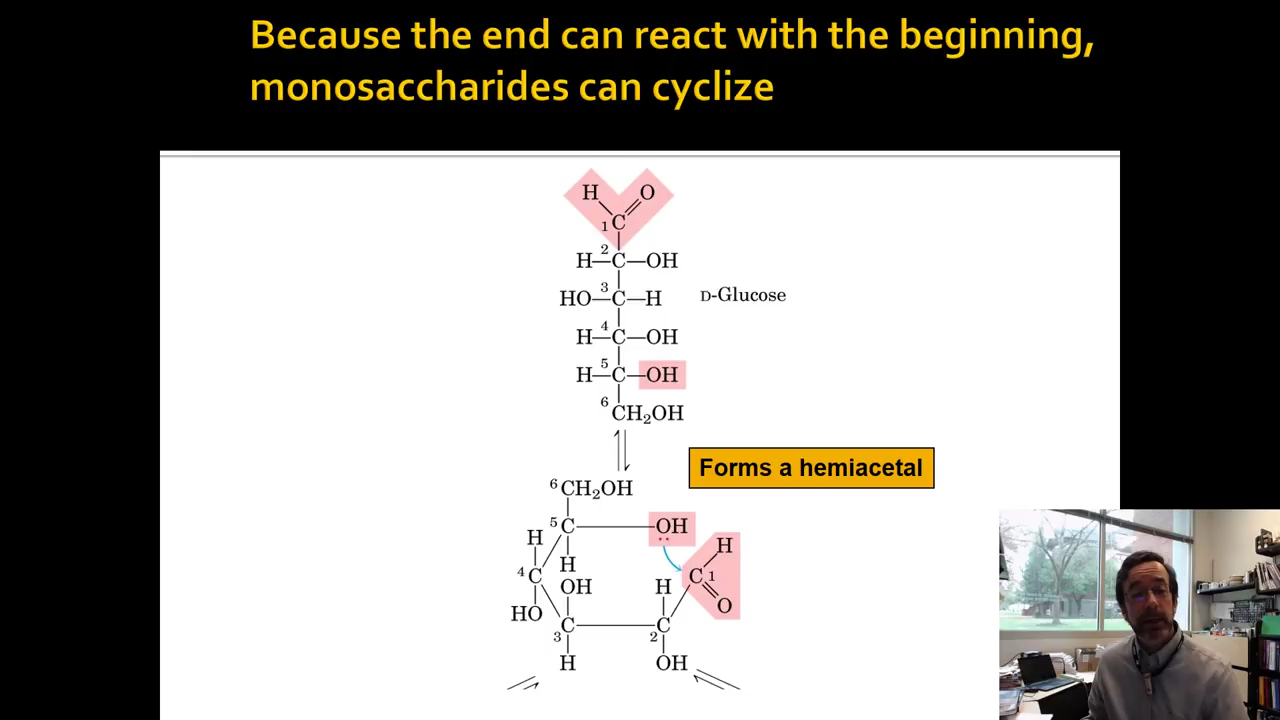 Because the end can react with the beginning,
monosaccharides can cyclize
H O
1 C
2
H—C—OH
3
HO—C—H D-Glucose
4
H—C—OH
5
H—C—OH
6
CH₂OH
Forms a hemiacetal
6 CH₂OH
5 C OH
H H
4 C H C 1
OH H O
HO C C
3 2
H OH